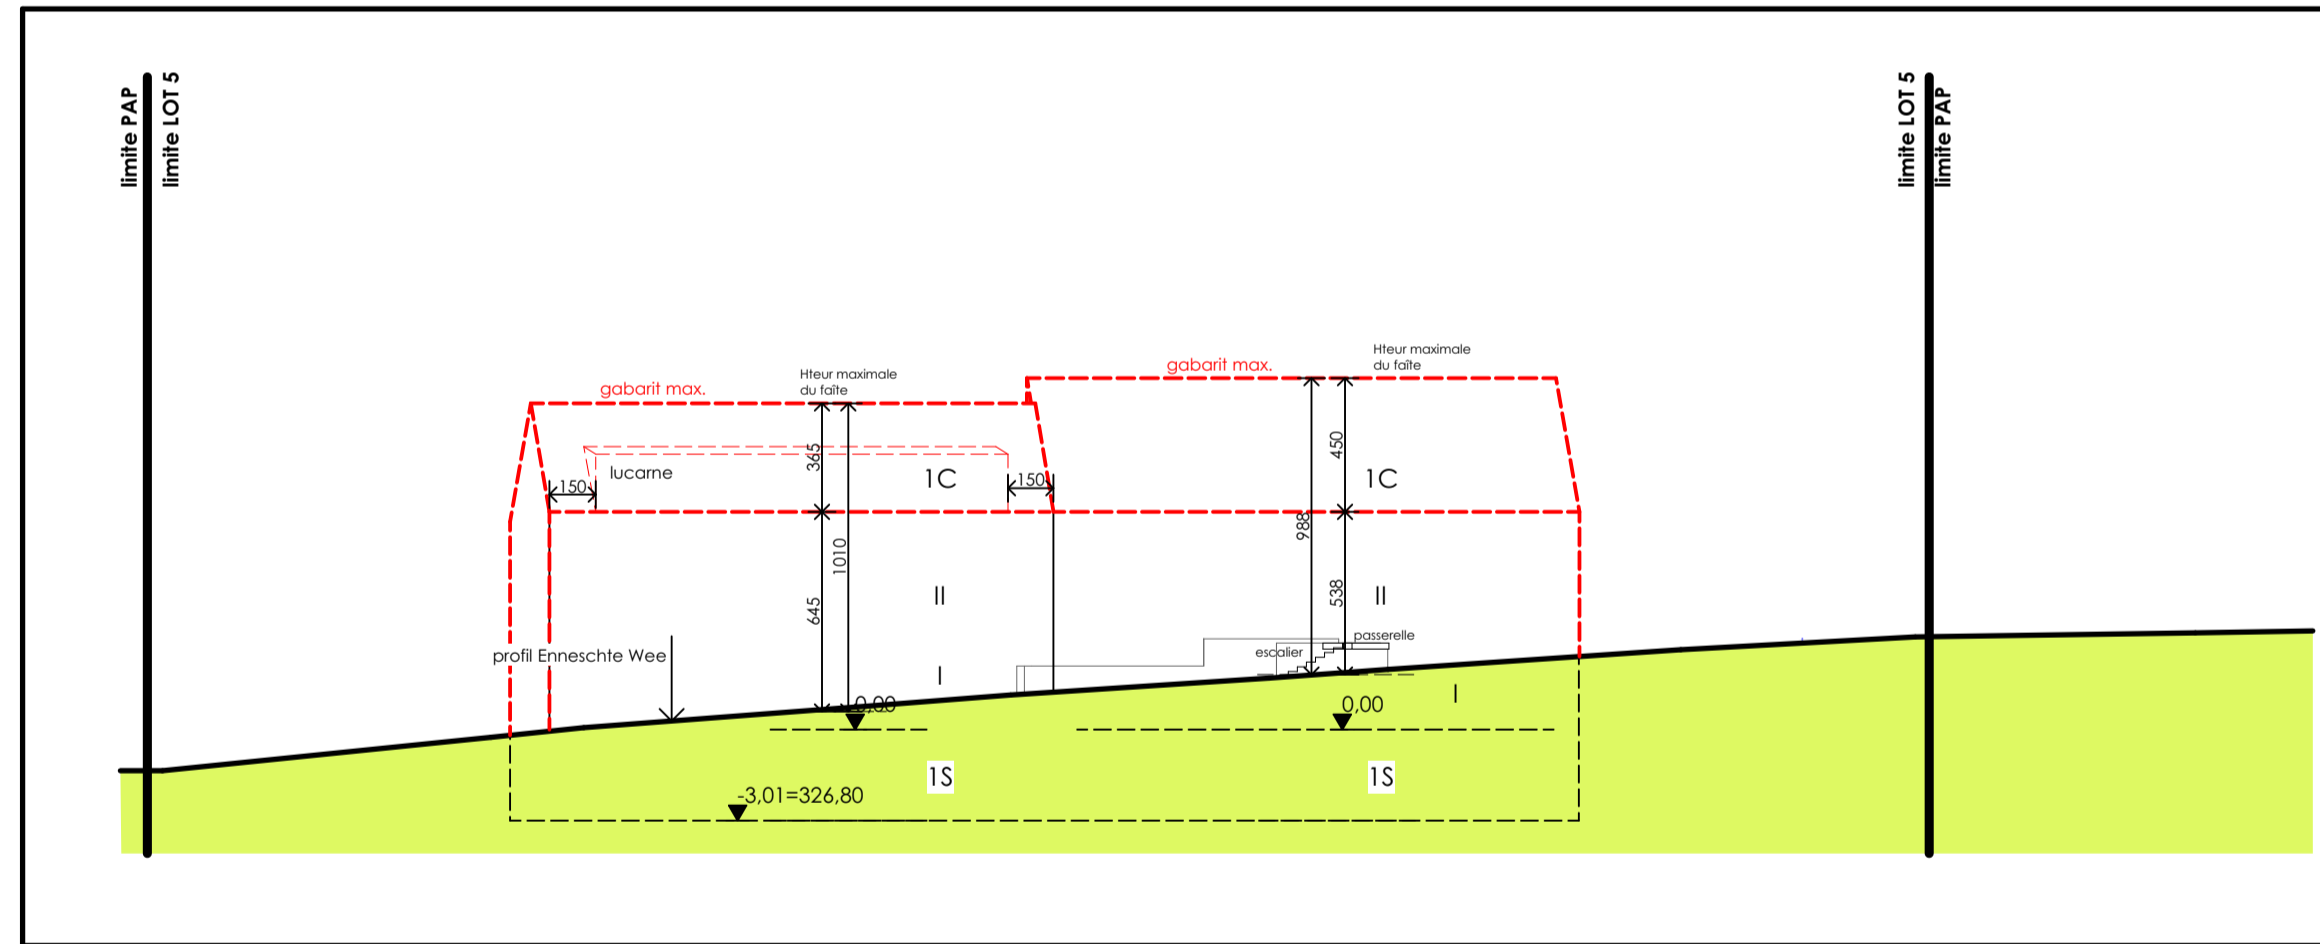 limite PAP
limite LOT 5
limite LOT 5
limite PAP
gabarit max.
Hteur maximale
du faîte
gabarit max.
Hteur maximale
du faîte
lucarne
150
365
1C
150
450
1C
988
1010
645
II
538
II
profil Enneschte Wee
I
escalier
passerelle
I
0,00
0,00
1S
1S
-3,01=326,80